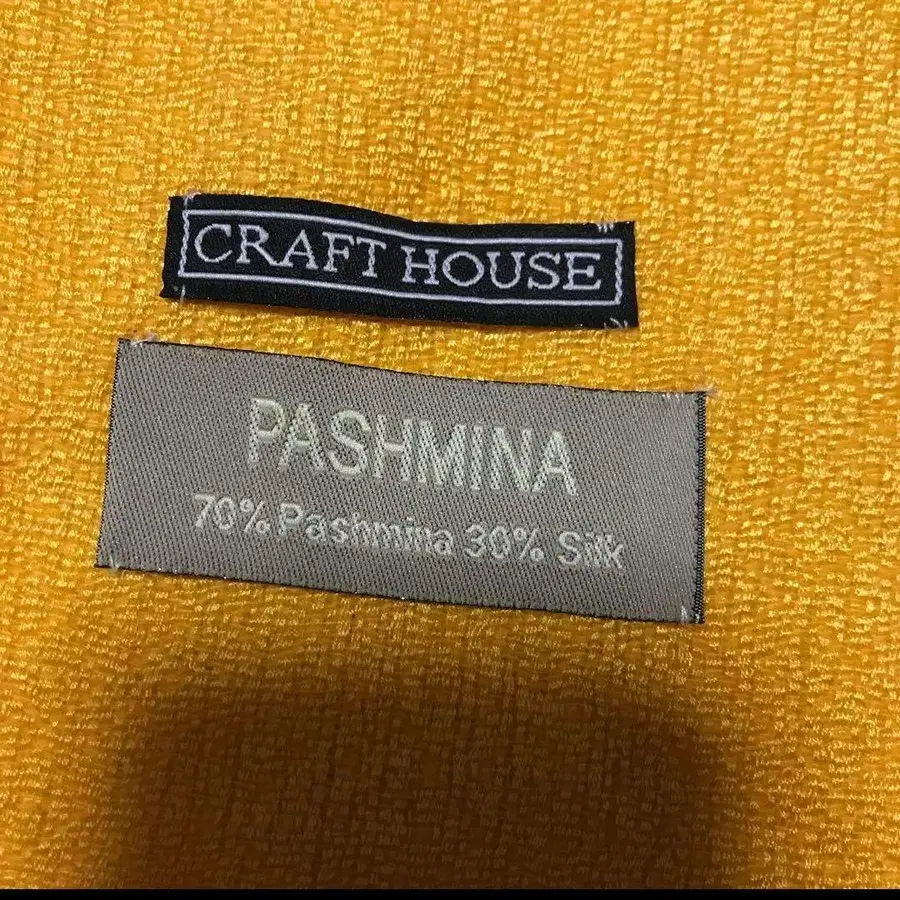 CRAFT HOUSE
PASHMINA
70% Pashmina 30% Silk